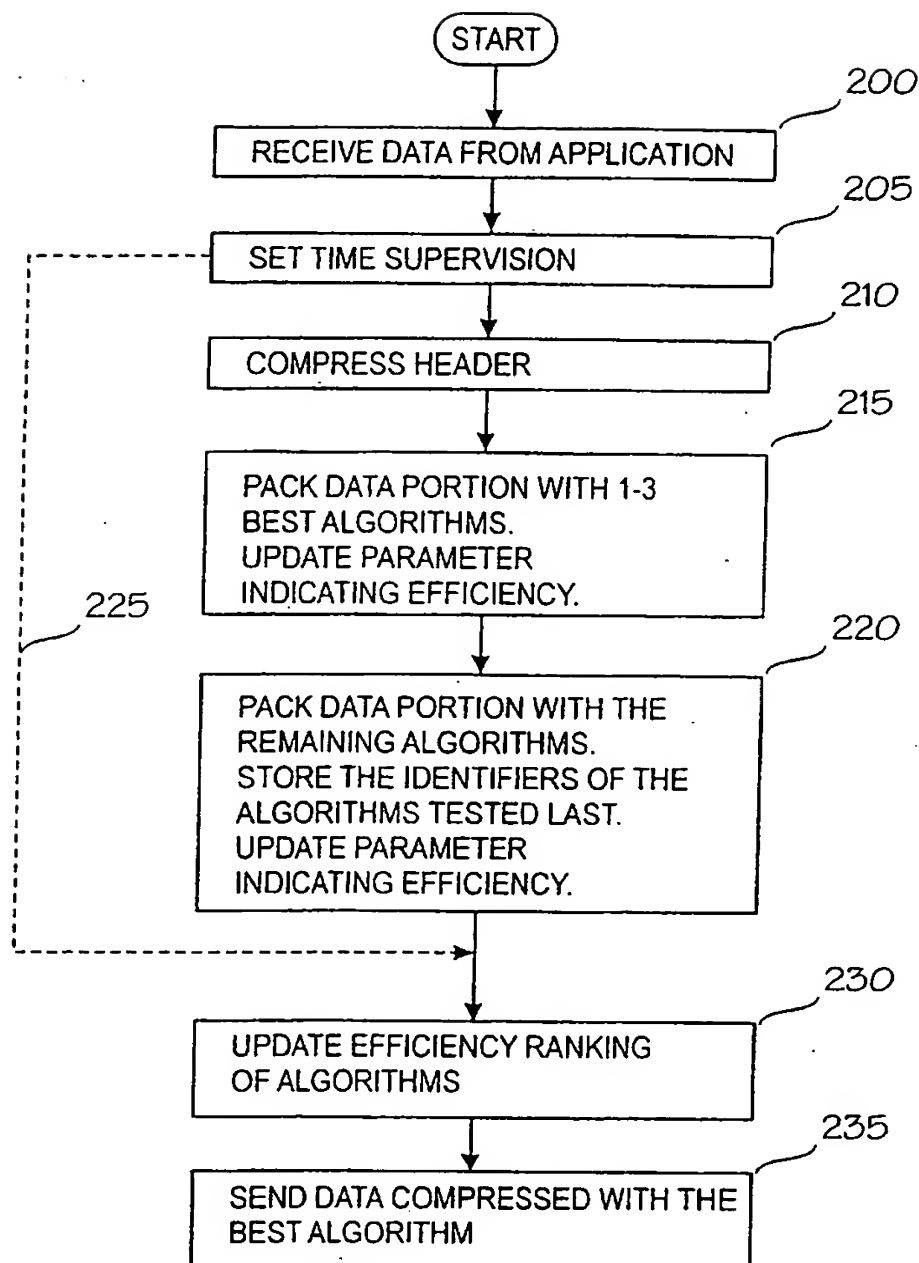 START
200
RECEIVE DATA FROM APPLICATION
205
SET TIME SUPERVISION
210
COMPRESS HEADER
215
PACK DATA PORTION WITH 1-3
BEST ALGORITHMS.
UPDATE PARAMETER
INDICATING EFFICIENCY.
225
220
PACK DATA PORTION WITH THE
REMAINING ALGORITHMS.
STORE THE IDENTIFIERS OF THE
ALGORITHMS TESTED LAST.
UPDATE PARAMETER
INDICATING EFFICIENCY.
230
UPDATE EFFICIENCY RANKING
OF ALGORITHMS
235
SEND DATA COMPRESSED WITH THE
BEST ALGORITHM